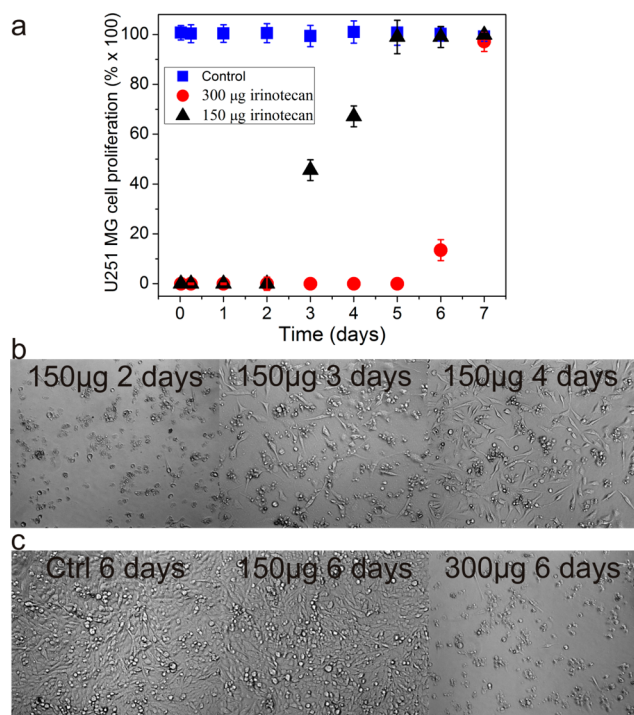 a
U251 MG cell proliferation (% x 100)
100
80
60
40
20
0
Control
300 µg irinotecan
150 µg irinotecan
0 1 2 3 4 5 6 7
Time (days)
b
150µg 2 days 150µg 3 days 150µg 4 days
c
Ctrl 6 days 150µg 6 days 300µg 6 days